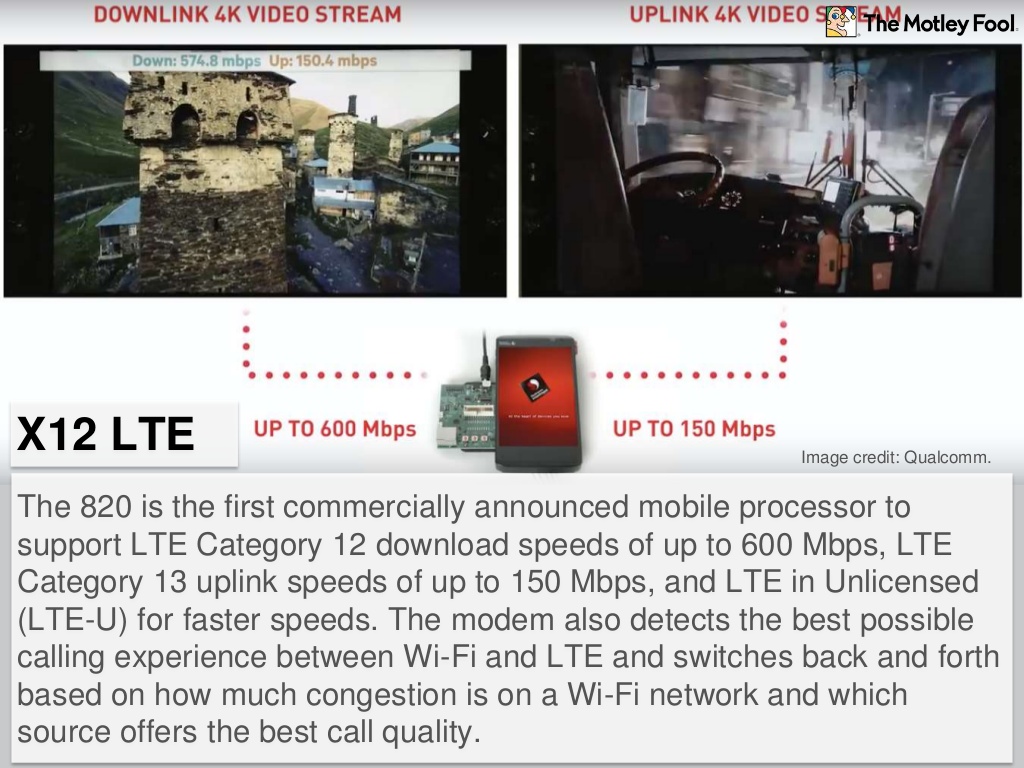 DOWNLINK 4K VIDEO STREAM
UPLINK 4K VIDEO STREAM
The Motley Fool
Down: 574.8 mbps Up: 150.4 mbps
X12 LTE
UP TO 600 Mbps
UP TO 150 Mbps
Image credit: Qualcomm.
The 820 is the first commercially announced mobile processor to
support LTE Category 12 download speeds of up to 600 Mbps, LTE
Category 13 uplink speeds of up to 150 Mbps, and LTE in Unlicensed
(LTE-U) for faster speeds. The modem also detects the best possible
calling experience between Wi-Fi and LTE and switches back and forth
based on how much congestion is on a Wi-Fi network and which
source offers the best call quality.